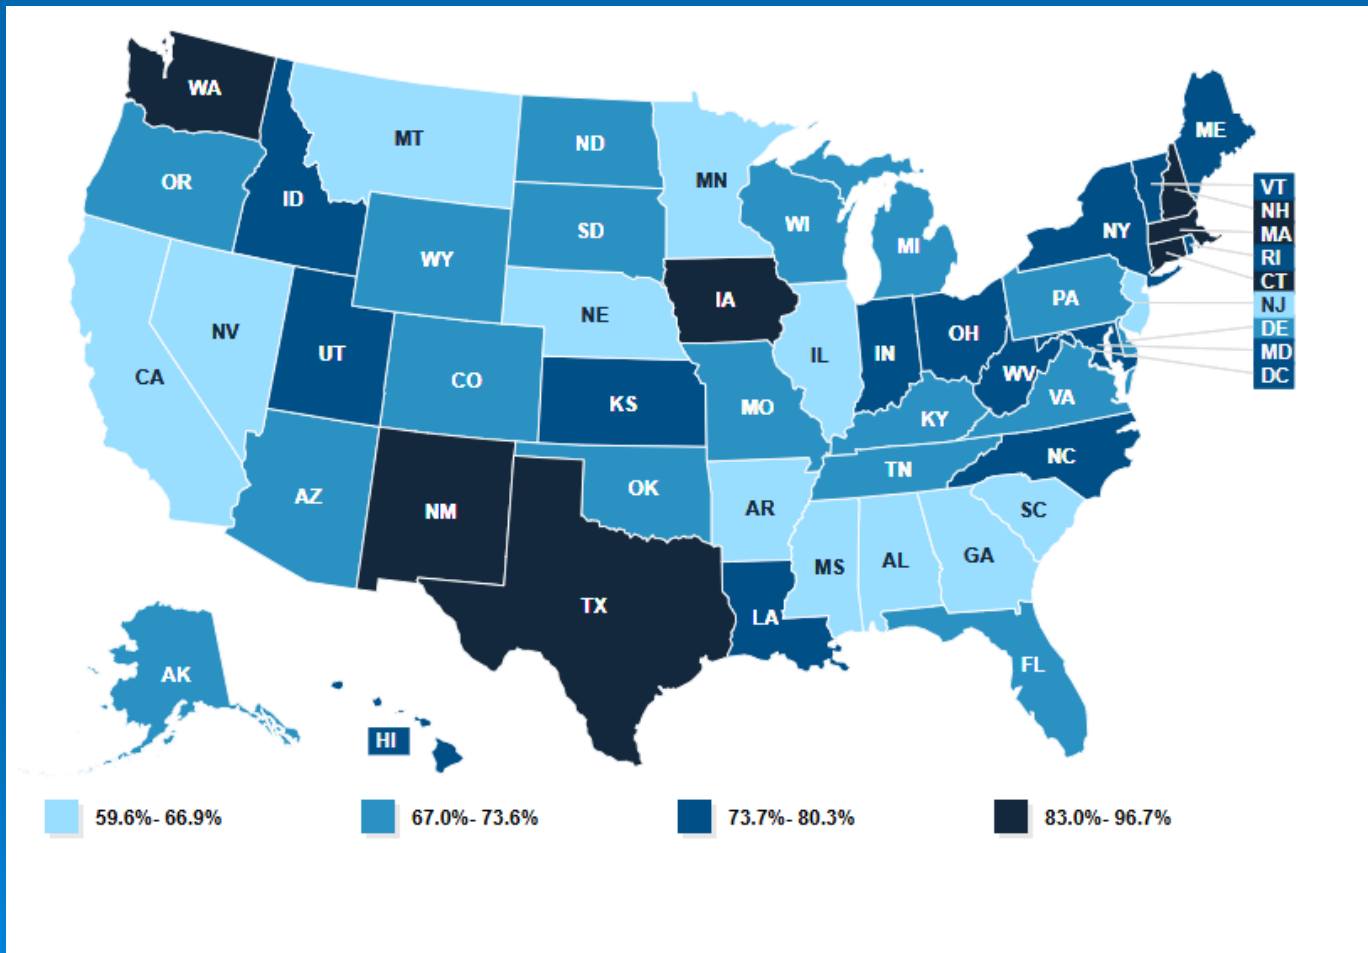 WA
MT
ND
MN
ME
OR
ID
SD
WI
MI
NY
VT
NH
MA
RI
CT
NJ
DE
MD
DC
WY
IA
PA
NE
NV
UT
CO
IL
IN
OH
WV
VA
CA
KS
MO
KY
NC
AZ
NM
OK
AR
TN
SC
MS
AL
GA
TX
LA
FL
AK
HI
59.6%- 66.9%
67.0%- 73.6%
73.7%- 80.3%
83.0%- 96.7%